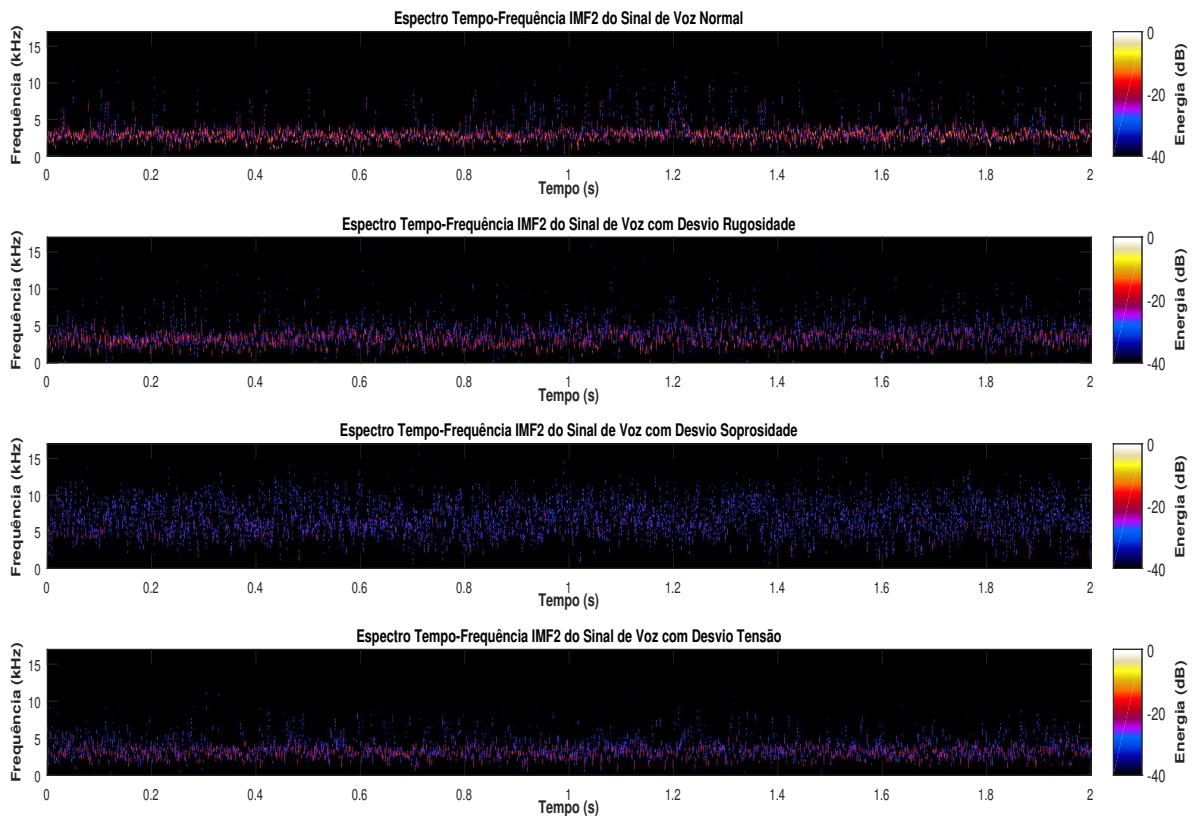 Espectro Tempo-Frequência IMF2 do Sinal de Voz Normal
Frequência (kHz)
15
10
5
0
0 0.2 0.4 0.6 0.8 1 1.2 1.4 1.6 1.8 2
Tempo (s)
0
-20
-40
Energia (dB)
Espectro Tempo-Frequência IMF2 do Sinal de Voz com Desvio Rugosidade
Frequência (kHz)
15
10
5
0
0 0.2 0.4 0.6 0.8 1 1.2 1.4 1.6 1.8 2
Tempo (s)
0
-20
-40
Energia (dB)
Espectro Tempo-Frequência IMF2 do Sinal de Voz com Desvio Soprosidade
Frequência (kHz)
15
10
5
0
0 0.2 0.4 0.6 0.8 1 1.2 1.4 1.6 1.8 2
Tempo (s)
0
-20
-40
Energia (dB)
Espectro Tempo-Frequência IMF2 do Sinal de Voz com Desvio Tensão
Frequência (kHz)
15
10
5
0
0 0.2 0.4 0.6 0.8 1 1.2 1.4 1.6 1.8 2
Tempo (s)
0
-20
-40
Energia (dB)